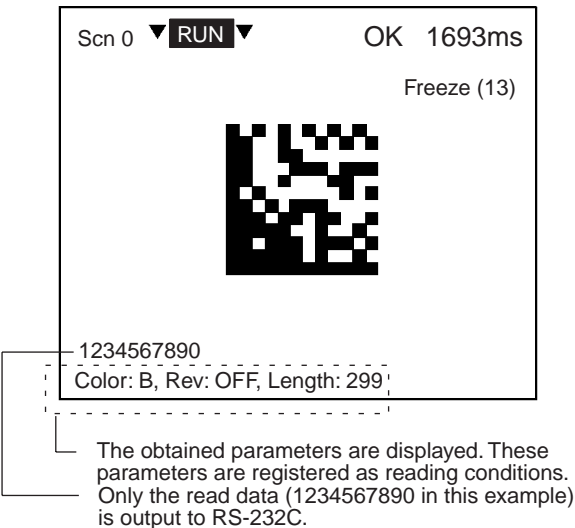 Scn 0 ▼ RUN ▼ OK 1693ms
Freeze (13)
1234567890
Color: B, Rev: OFF, Length: 299
The obtained parameters are displayed. These
parameters are registered as reading conditions.
Only the read data (1234567890 in this example)
is output to RS-232C.